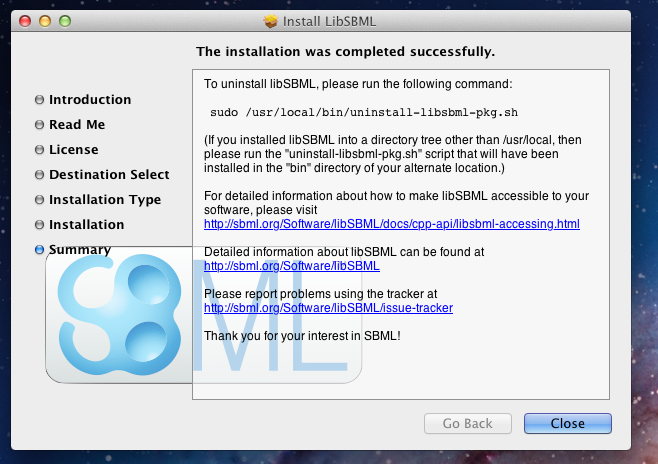 Install LibSBML
The installation was completed successfully.
Introduction
Read Me
License
Destination Select
Installation Type
Installation
Summary
To uninstall libSBML, please run the following command:
sudo /usr/local/bin/uninstall-libsbml-pkg.sh
(If you installed libSBML into a directory tree other than /usr/local, then
please run the "uninstall-libsbml-pkg.sh" script that will have been
installed in the "bin" directory of your alternate location.)
For detailed information about how to make libSBML accessible to your
software, please visit
http://sbml.org/Software/libSBML/docs/cpp-api/libsbml-accessing.html
Detailed information about libSBML can be found at
http://sbml.org/Software/libSBML
Please report problems using the tracker at
http://sbml.org/Software/libSBML/issue-tracker
Thank you for your interest in SBML!
SBML
Go Back
Close